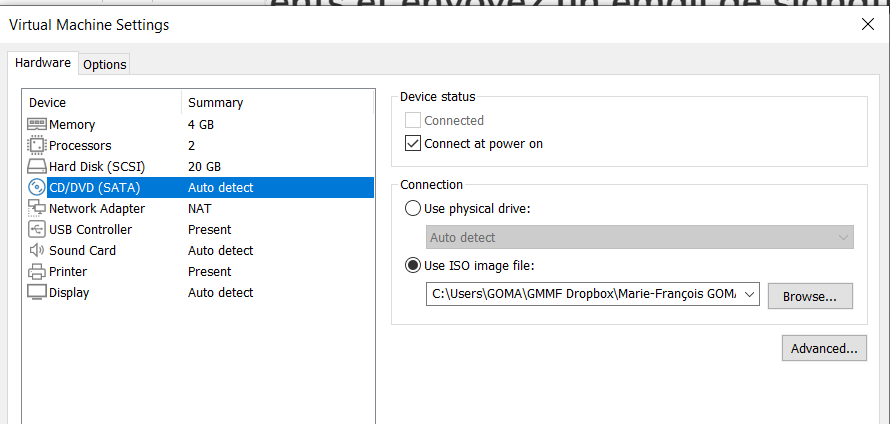 ents et envoyez un email de
Virtual Machine Settings
Hardware Options
Device Summary
Memory 4 GB
Processors 2
Hard Disk (SCSI) 20 GB
CD/DVD (SATA) Auto detect
Network Adapter NAT
USB Controller Present
Sound Card Auto detect
Printer Present
Display Auto detect
Device status
Connected
Connect at power on
Connection
Use physical drive:
Auto detect
Use ISO image file:
C:\Users\GOMA\GMMF Dropbox\Marie-François GOMA
Browse...
Advanced...